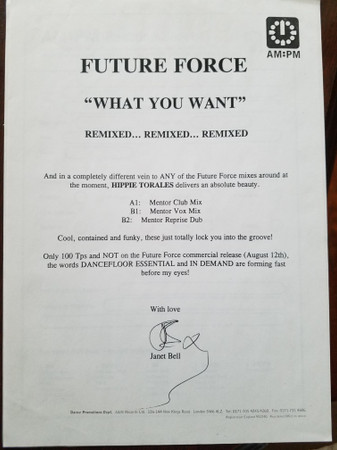 AM:PM
FUTURE FORCE
“WHAT YOU WANT”
REMIXED... REMIXED... REMIXED
And in a completely different vein to ANY of the Future Force mixes around at
the moment, HIPPIE TORALES delivers an absolute beauty.
A1: Mentor Club Mix
B1: Mentor Vox Mix
B2: Mentor Reprise Dub
Cool, contained and funky, these just totally lock you into the groove!
Only 100 Tps and NOT on the Future Force commercial release (August 12th),
the words DANCEFLOOR ESSENTIAL and IN DEMAND are forming fast
before my eyes!
With love
Janet Bell
Dance Promotions Dept